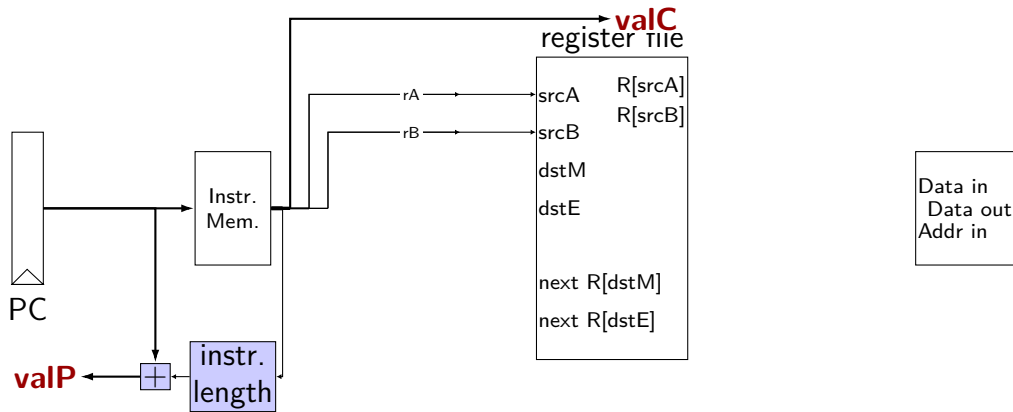 valC
register file
srcA
R[srcA]
rA
R[srcB]
rB
srcB
dstM
dstE
next R[dstM]
next R[dstE]
Instr.
Mem.
PC
Data in
Data out
Addr in
instr.
length
+
valP